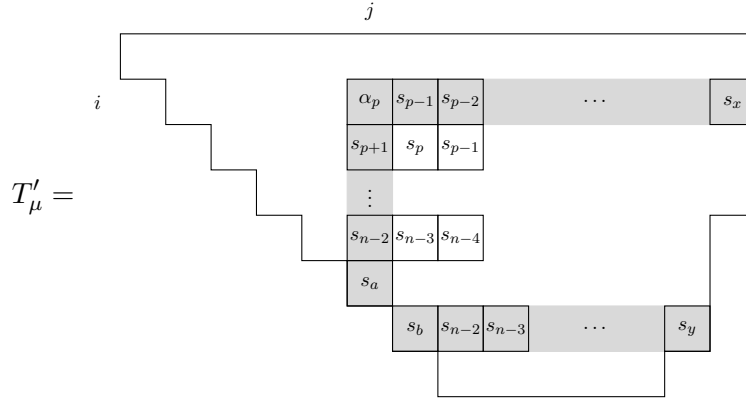 j
i α_p s_{p−1} s_{p−2} ⋯ s_x
s_{p+1} s_p s_{p−1}
T′_μ = ⋮
s_{n−2} s_{n−3} s_{n−4}
s_a
s_b s_{n−2} s_{n−3} ⋯ s_y